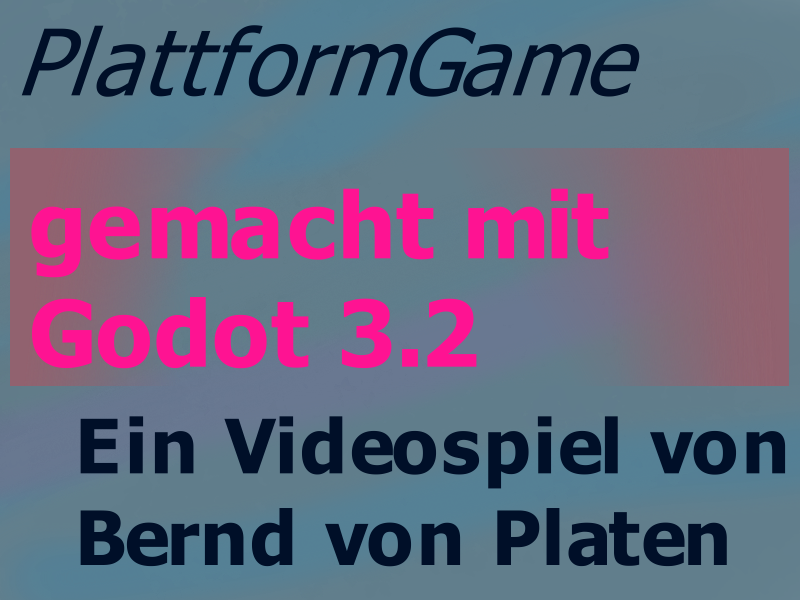 PlattformGame
gemacht mit
Godot 3.2
Ein Videospiel von
Bernd von Platen